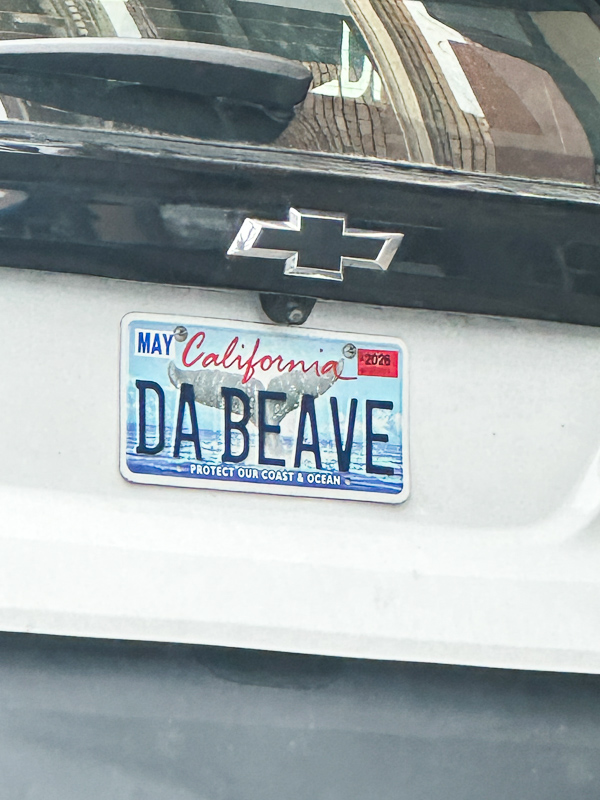 MAY California 2026
DA BEAVE
PROTECT OUR COAST & OCEAN